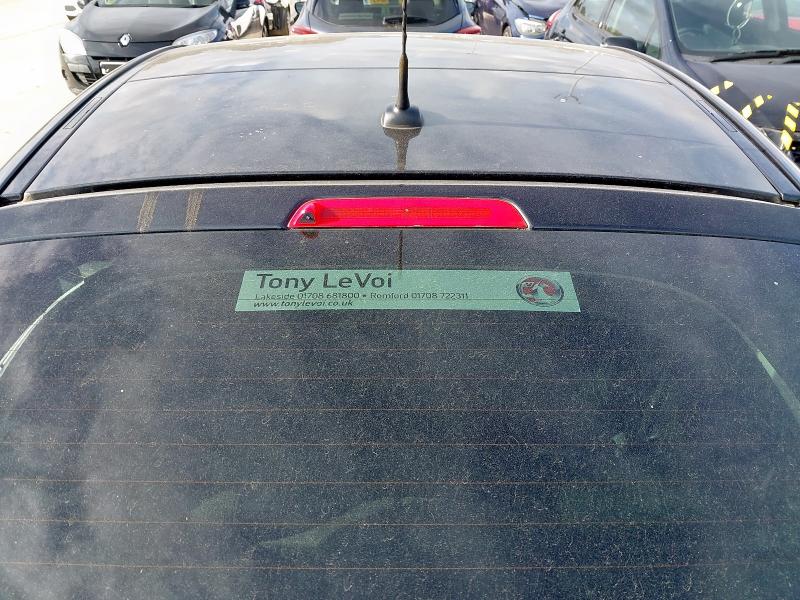 Tony LeVoi
Lakeside 01708 681800 • Romford 01708 722311
www.tonylevoi.co.uk